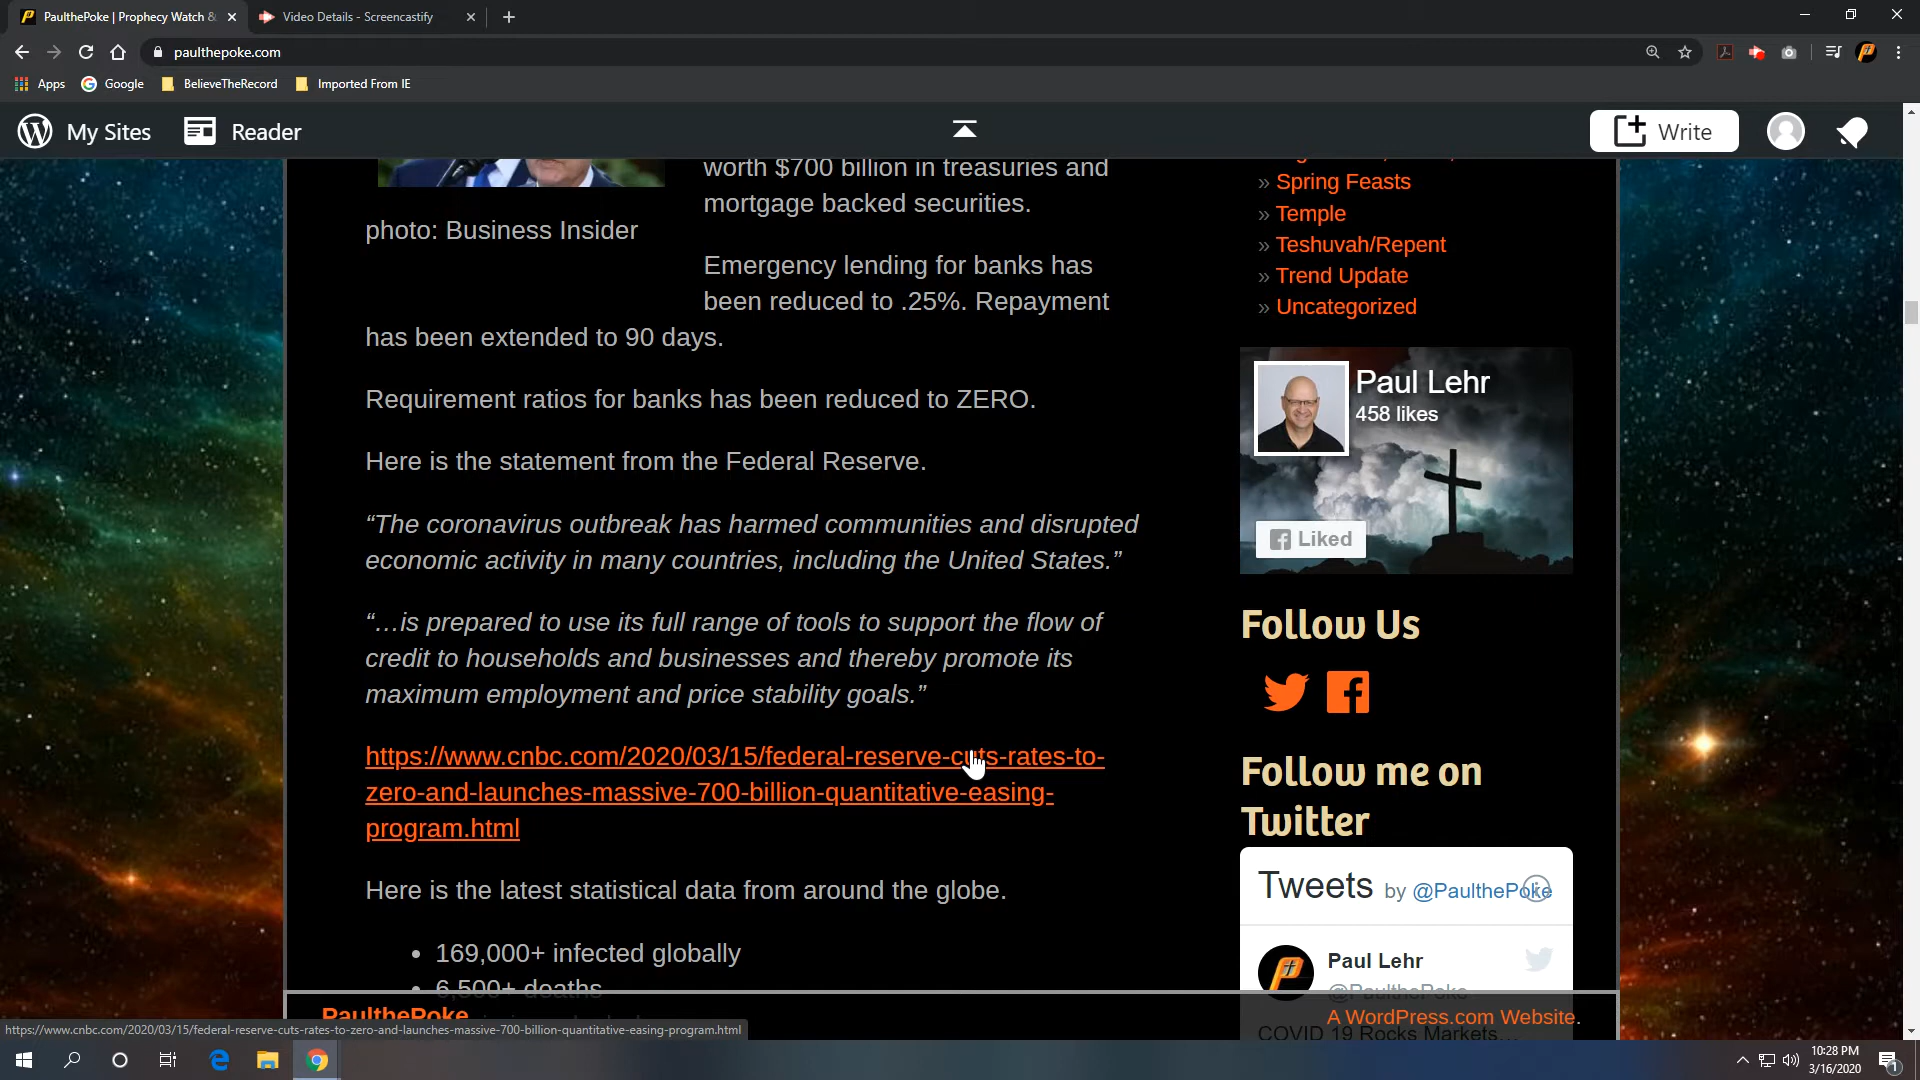 PaulthePoke | Prophecy Watch &
Video Details - Screencastify
paulthepoke.com
Apps
Google
BelieveTheRecord
Imported From IE
My Sites
Reader
Write
worth $700 billion in treasuries and
mortgage backed securities.
photo: Business Insider
Emergency lending for banks has
been reduced to .25%. Repayment
has been extended to 90 days.
Requirement ratios for banks has been reduced to ZERO.
Here is the statement from the Federal Reserve.
“The coronavirus outbreak has harmed communities and disrupted
economic activity in many countries, including the United States.”
“…is prepared to use its full range of tools to support the flow of
credit to households and businesses and thereby promote its
maximum employment and price stability goals.”
https://www.cnbc.com/2020/03/15/federal-reserve-cuts-rates-to-
zero-and-launches-massive-700-billion-quantitative-easing-
program.html
Here is the latest statistical data from around the globe.
• 169,000+ infected globally
• 6,500+ deaths
» Spring Feasts
» Temple
» Teshuvah/Repent
» Trend Update
» Uncategorized
Paul Lehr
458 likes
Liked
Follow Us
Follow me on
Twitter
Tweets by @PaulthePoke
Paul Lehr
@PaulthePoke
COVID 19 Rocks Markets...
PaulthePoke
A WordPress.com Website.
https://www.cnbc.com/2020/03/15/federal-reserve-cuts-rates-to-zero-and-launches-massive-700-billion-quantitative-easing-program.html
10:28 PM
3/16/2020
1